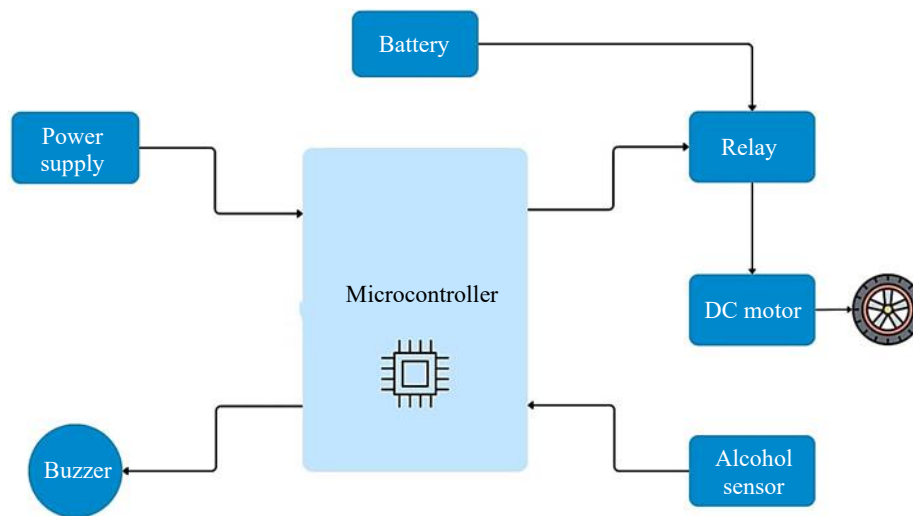 Battery
Power
supply
Relay
Microcontroller
DC motor
Buzzer
Alcohol
sensor